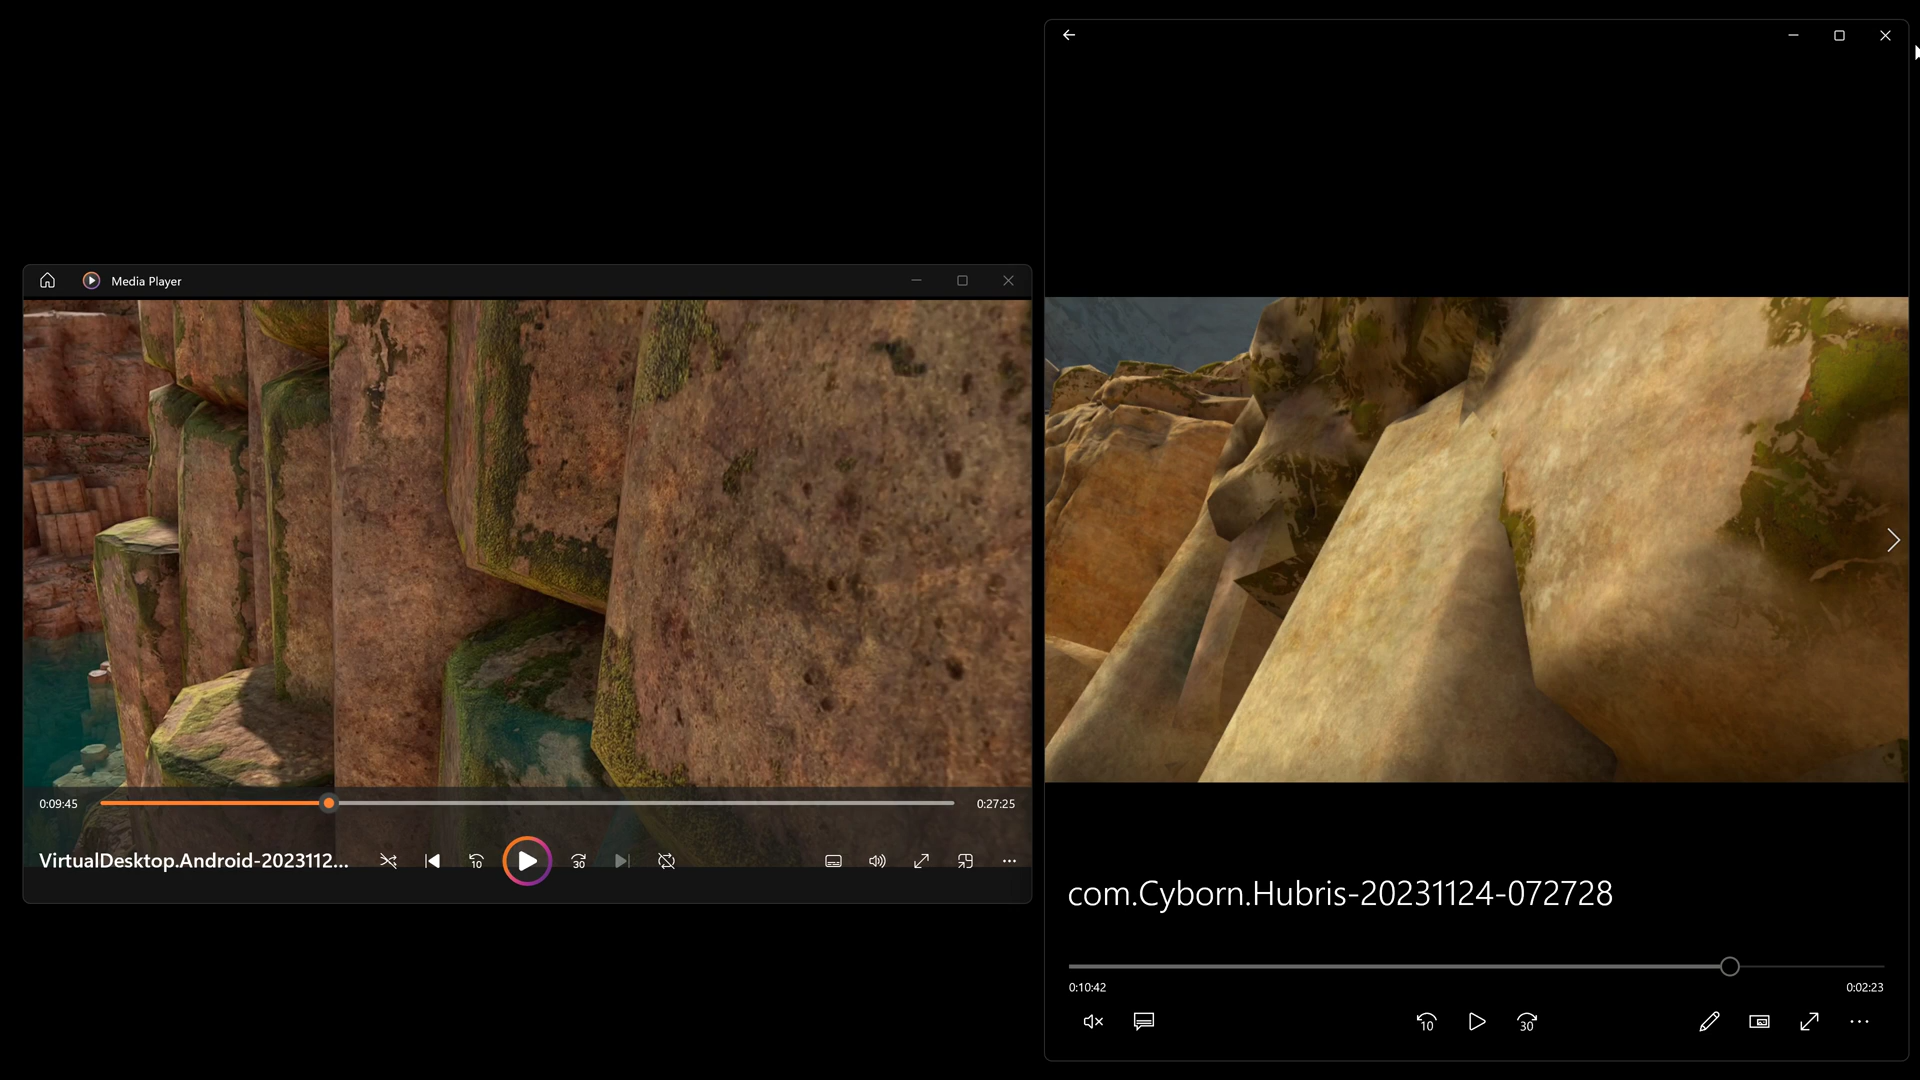 Media Player
0:09:45
0:27:25
VirtualDesktop.Android-2023112...
10
30
com.Cyborn.Hubris-20231124-072728
0:10:42
0:02:23
10
30